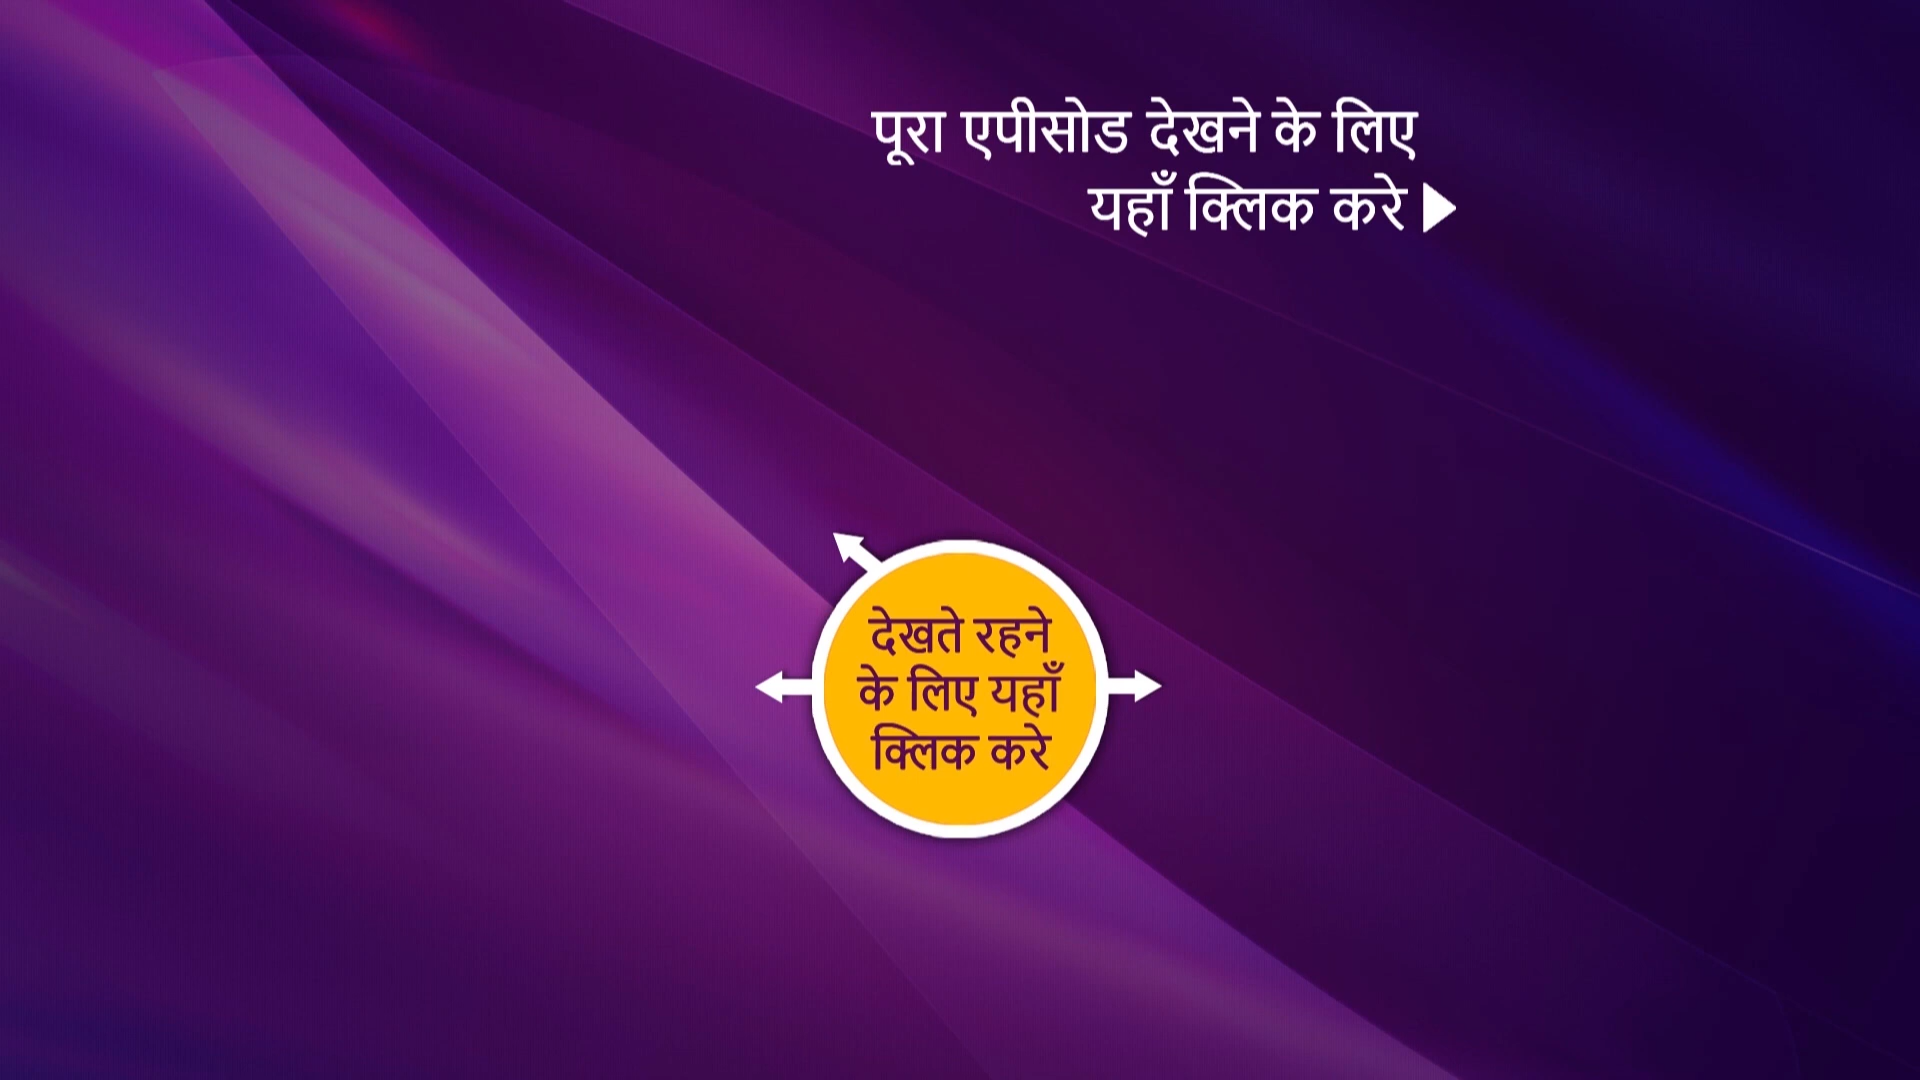 पूरा एपीसोड देखने के लिए
यहाँ क्लिक करे
देखते रहने
के लिए यहाँ
क्लिक करे